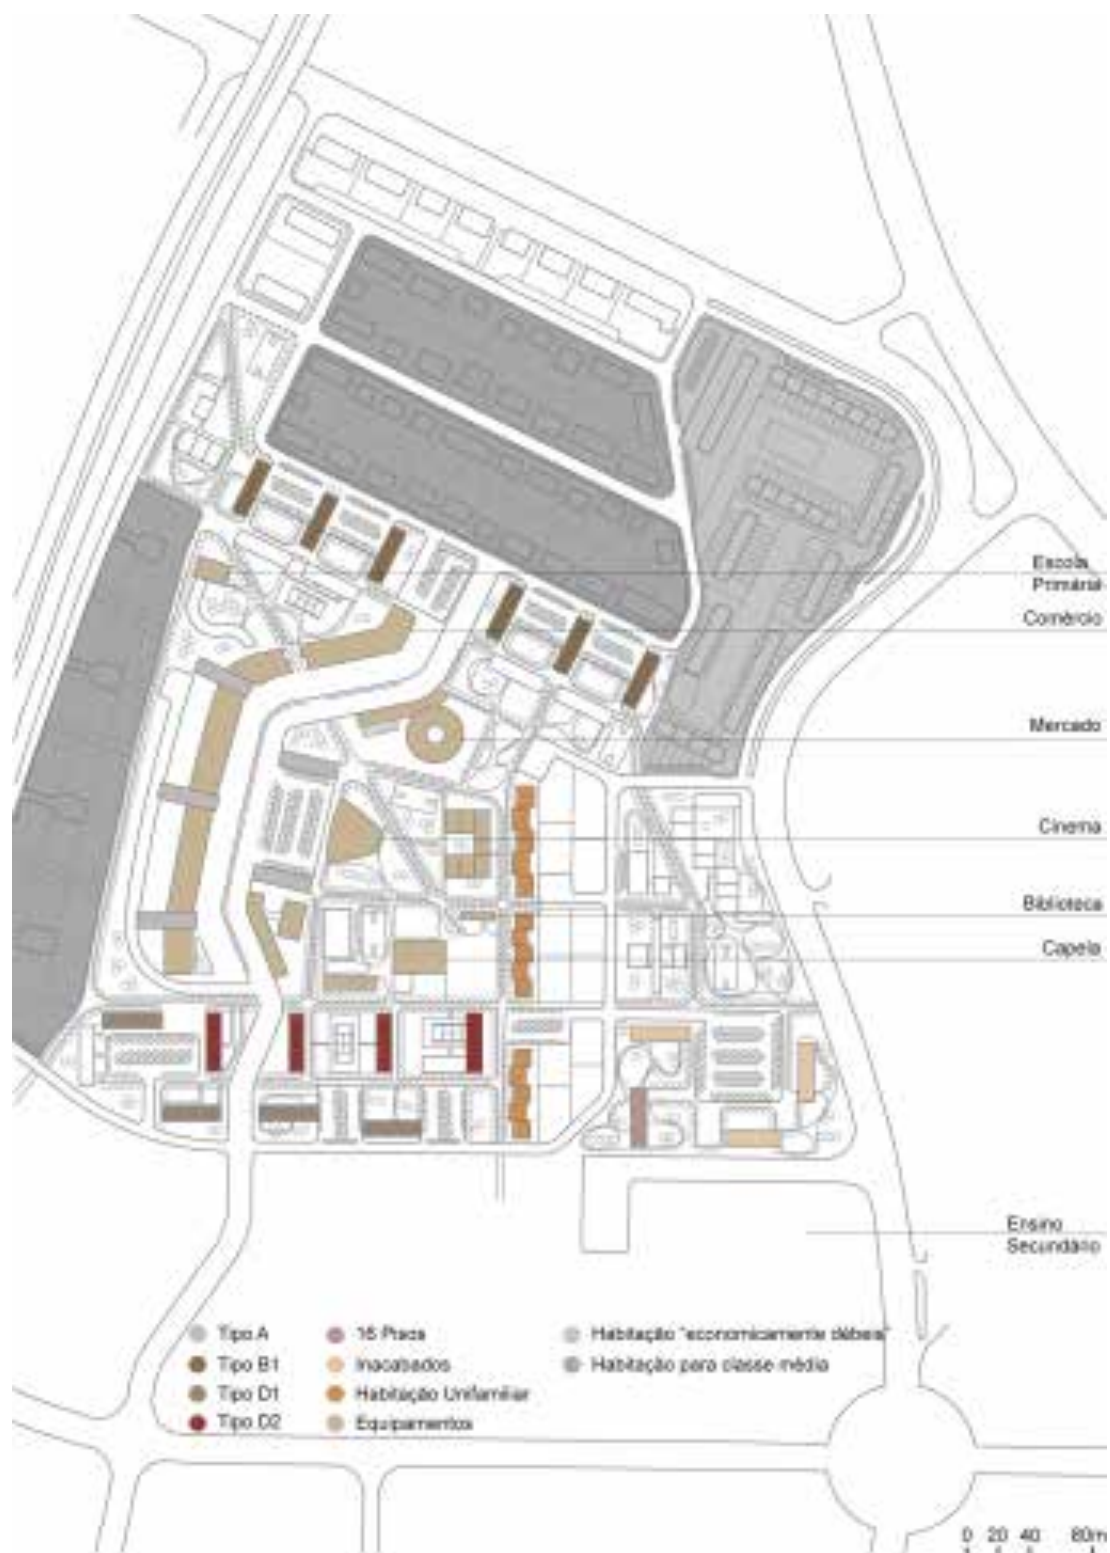 Escola
Primária
Comércio
Mercado
Cinema
Biblioteca
Capela
Ensino
Secundário
Tipo A
Tipo B1
Tipo D1
Tipo D2
16 Pisos
Inacabados
Habitação Unifamiliar
Equipamentos
Habitação "economicamente débeis"
Habitação para classe média
0 20 40 80m